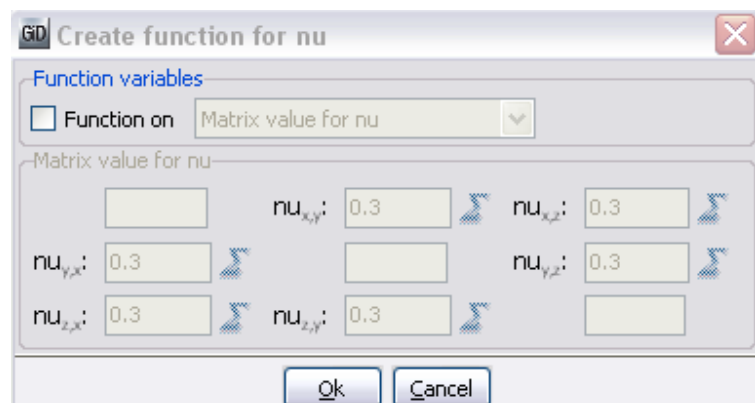 GiD Create function for nu
Function variables
Function on Matrix value for nu
Matrix value for nu
nux,y: 0.3 nux,z: 0.3
nuy,x: 0.3 nuy,z: 0.3
nuz,x: 0.3 nuz,y: 0.3
Ok Cancel